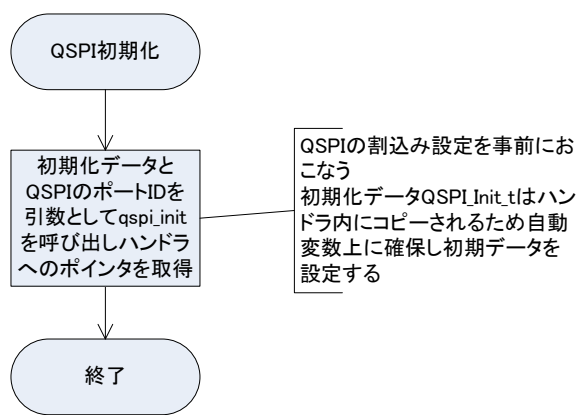 QSPI初期化
初期化データと
QSPIのポートIDを
引数としてqspi_init
を呼び出しハンドラ
へのポインタを取得
QSPIの割込み設定を事前にお
こなう
初期化データQSPI_Init_tはハン
ドラ内にコピーされるため自動
変数上に確保し初期データを
設定する
終了